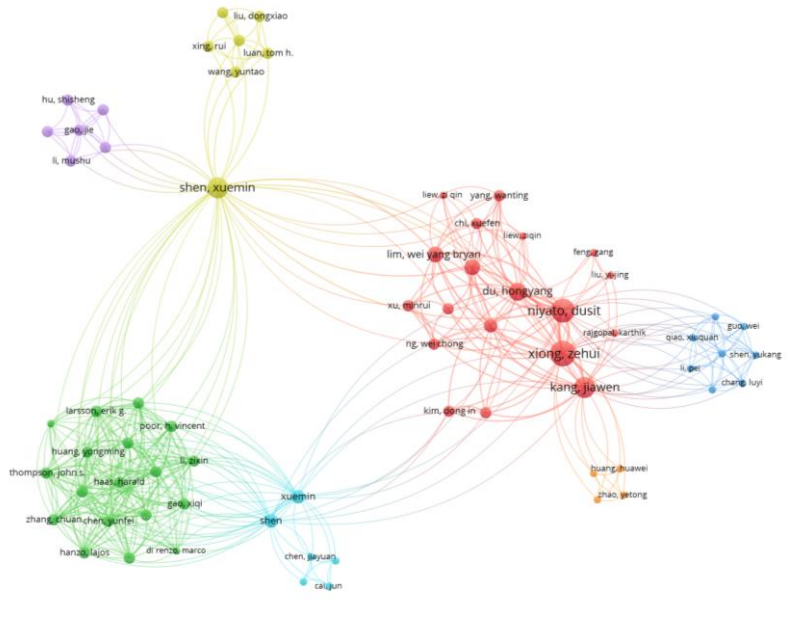 liu, dongxiao
xing, rui
luan, tom h.
wang, yuntao
hu, shisheng
gao, jie
li, mushu
shen, xuemin
liew, zi qin
yang, wanting
chi, xuefen
liew, ziqin
lim, wei yang bryan
feng, gang
liu, yijing
du, hongyang
xu, minrui
niyato, dusit
guo, wei
rajgopal, karthik
qiao, xiuquan
ng, wei chong
xiong, zehui
shen, yukang
li, pei
kang, jiawen
chang, luyi
larsson, erik g.
kim, dong in
poor, h. vincent
huang, yongming
li, zixin
thompson, john s.
haas, harald
huang, huawei
xuemin
zhao, yetong
gao, xiqi
zhang, chuan
chen, yunfei
shen
hanzo, lajos
di renzo, marco
chen, jiayuan
cai, jun